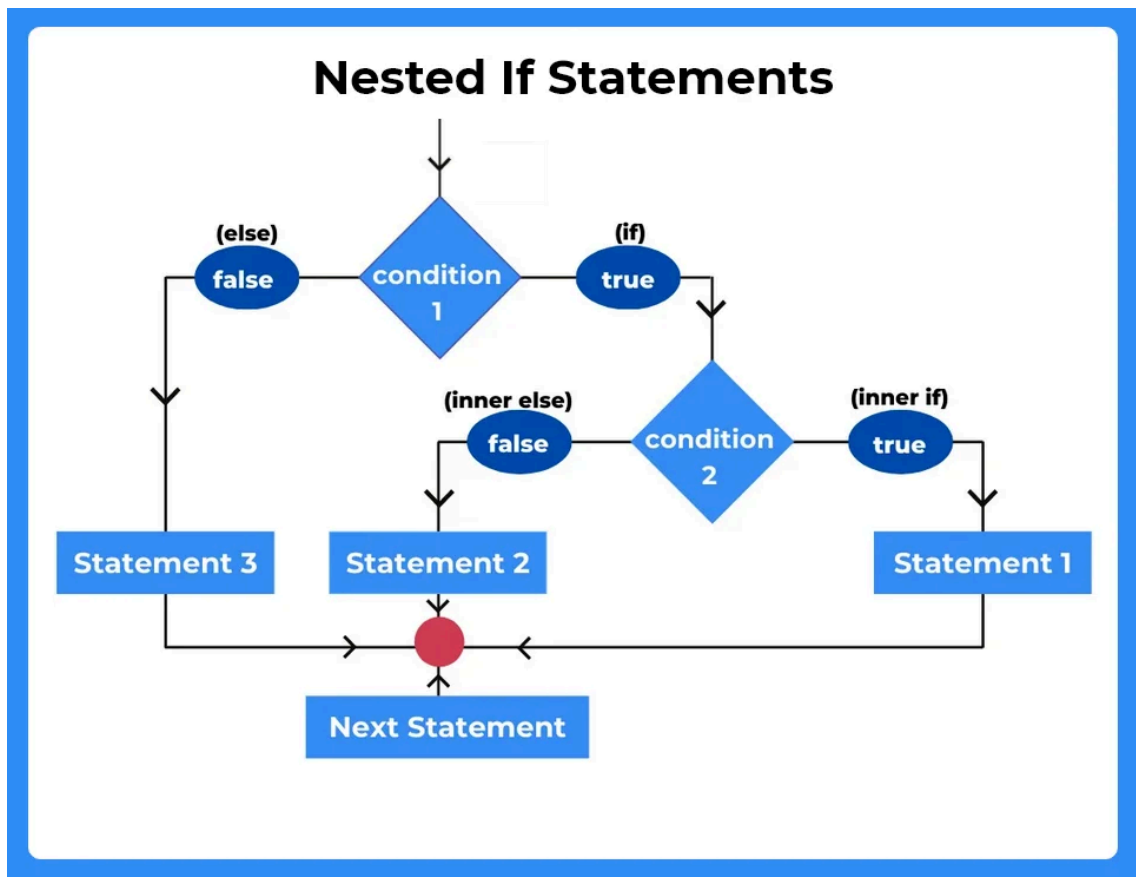 Nested If Statements
(else)
(if)
false
condition
1
true
(inner else)
(inner if)
false
condition
2
true
Statement 3
Statement 2
Statement 1
Next Statement